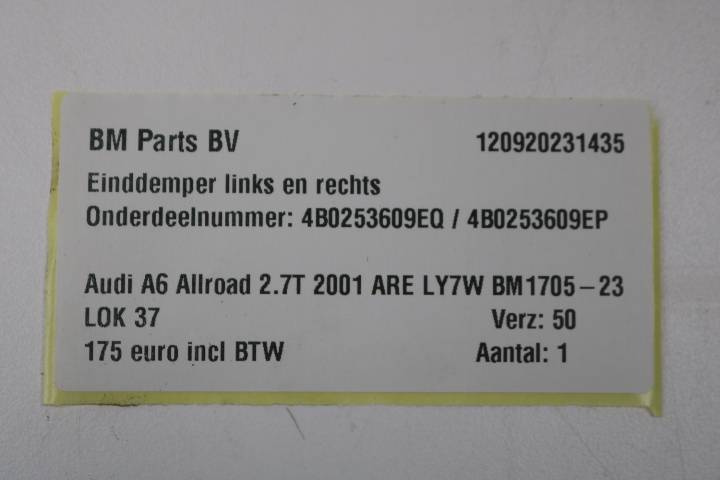 BM Parts BV 120920231435
Einddemper links en rechts
Onderdeelnummer: 4B0253609EQ / 4B0253609EP
Audi A6 Allroad 2.7T 2001 ARE LY7W BM1705-23
LOK 37 Verz: 50
175 euro incl BTW Aantal: 1